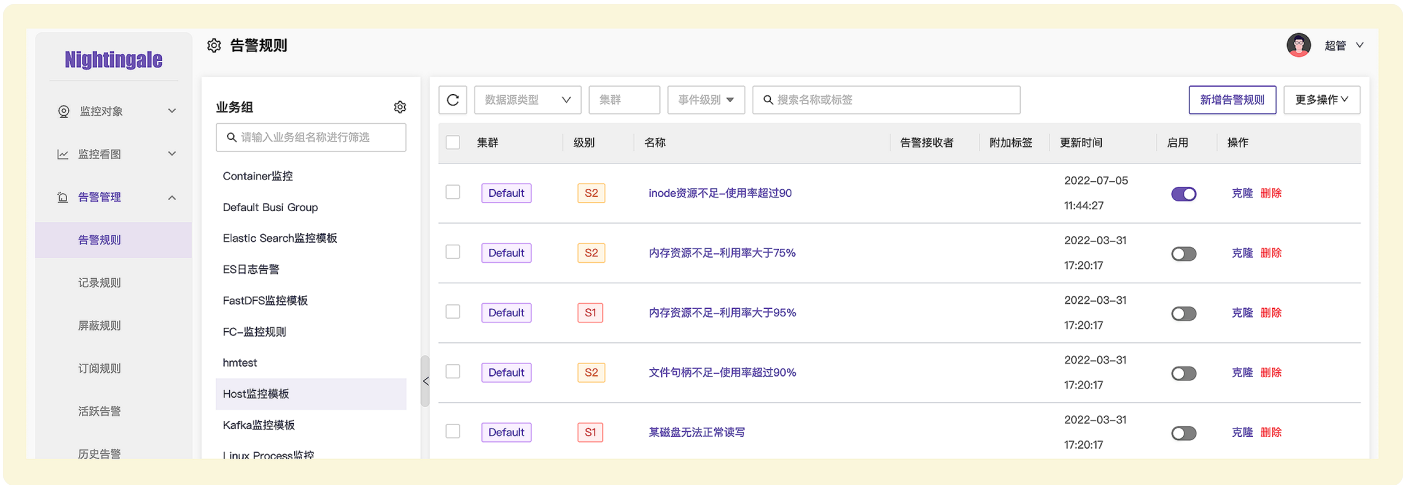 Nightingale
监控对象
监控看图
告警管理
告警规则
记录规则
屏蔽规则
订阅规则
活跃告警
历史告警
告警规则
超管
业务组
请输入业务组名称进行筛选
Container监控
Default Busi Group
Elastic Search监控模板
ES日志告警
FastDFS监控模板
FC-监控规则
hmtest
Host监控模板
Kafka监控模板
Linux Process监控
数据源类型 集群 事件级别 搜索名称或标签 新增告警规则 更多操作
集群 级别 名称 告警接收者 附加标签 更新时间 启用 操作
Default S2 inode资源不足-使用率超过90 2022-07-05 11:44:27 克隆 删除
Default S2 内存资源不足-利用率大于75% 2022-03-31 17:20:17 克隆 删除
Default S1 内存资源不足-利用率大于95% 2022-03-31 17:20:17 克隆 删除
Default S2 文件句柄不足-使用率超过90% 2022-03-31 17:20:17 克隆 删除
Default S1 某磁盘无法正常读写 2022-03-31 17:20:17 克隆 删除